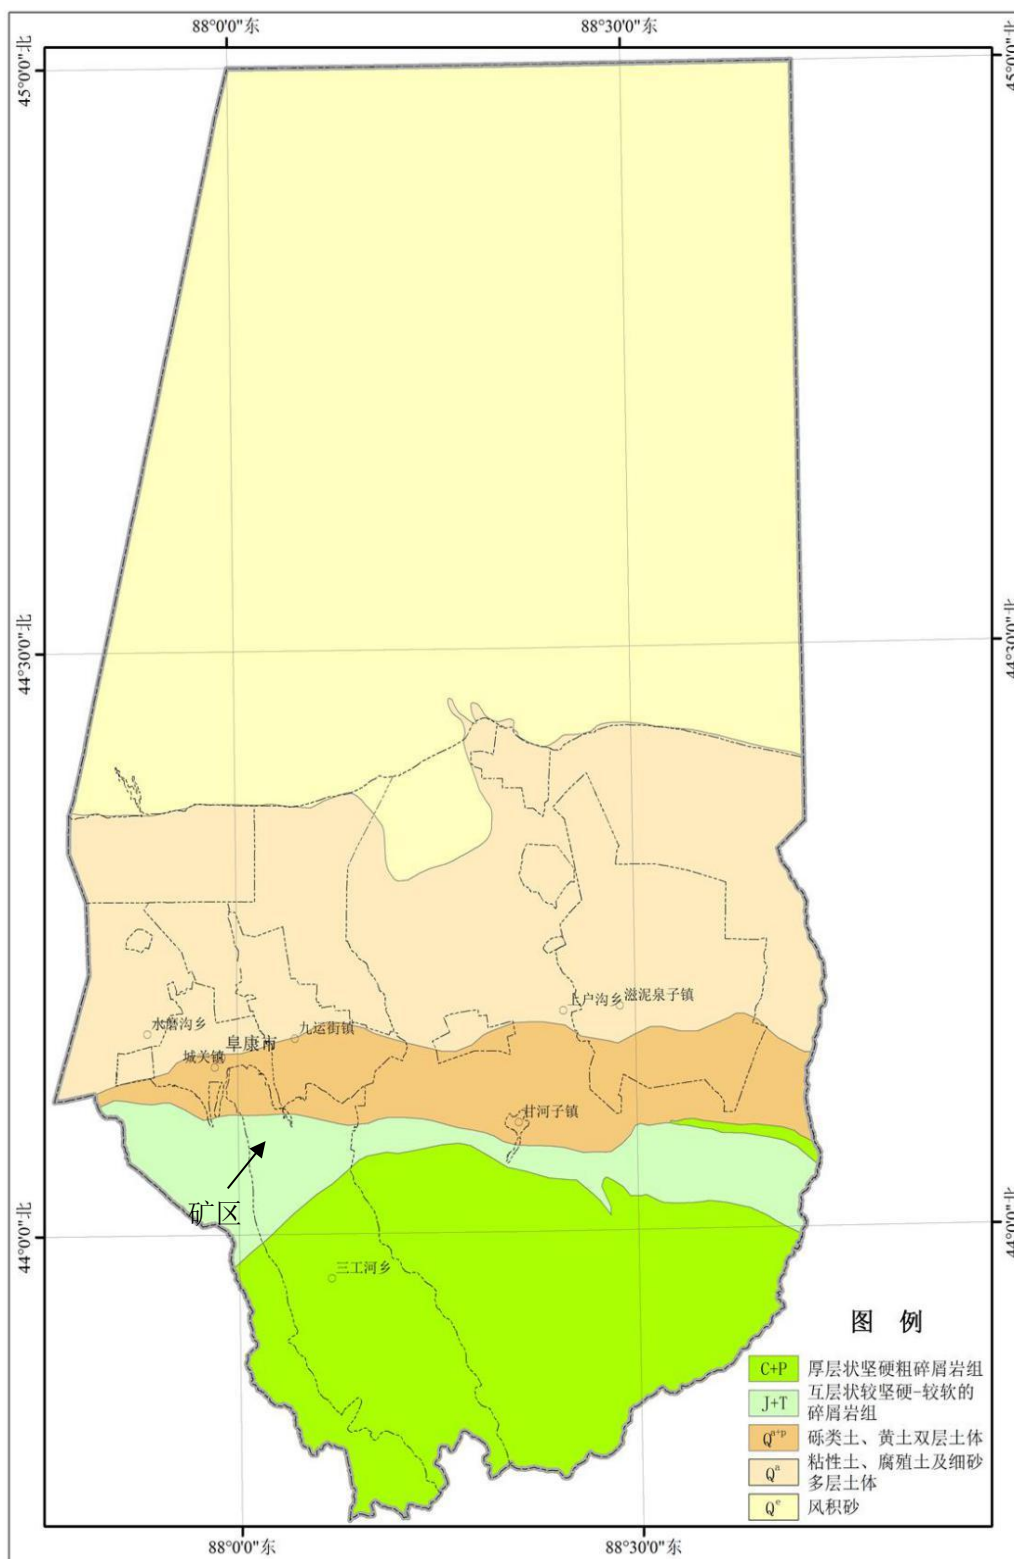 88°0'0"东
88°30'0"东
45°0'0"北
45°0'0"北
44°30'0"北
44°30'0"北
上户沟乡
滋泥泉子镇
水磨沟乡
九运街镇
阜康市
城关镇
甘河子镇
矿区
44°0'0"北
44°0'0"北
三工河乡
图 例
C+P 厚层状坚硬粗碎屑岩组
J+T 互层状较坚硬-较软的
碎屑岩组
Qa+p 砾类土、黄土双层土体
Qa 粘性土、腐殖土及细砂
多层土体
Qe 风积砂
88°0'0"东
88°30'0"东